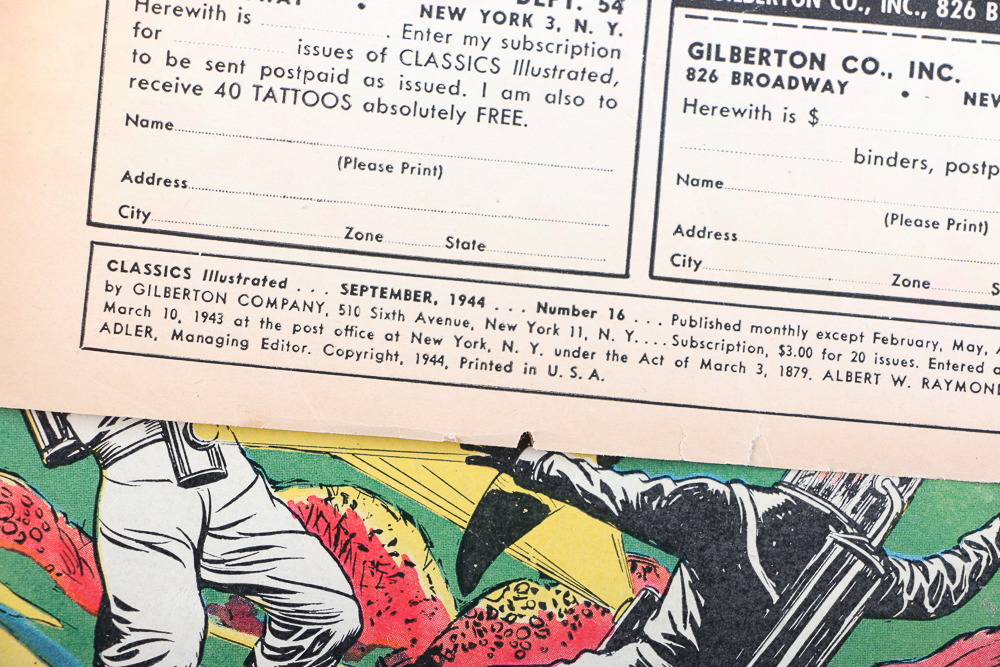 DEPT. 54
NEW YORK 3, N. Y.
Herewith is . Enter my subscription
for issues of CLASSICS Illustrated,
to be sent postpaid as issued. I am also to
receive 40 TATTOOS absolutely FREE.
Name
(Please Print)
Address
City Zone State
CO., INC., 826 B
GILBERTON CO., INC.
826 BROADWAY • NEW
Herewith is $
binders, postp
Name
(Please Print)
Address
City Zone S
CLASSICS Illustrated . . . SEPTEMBER, 1944 . . . Number 16 . . . Published monthly except February, May, A
by GILBERTON COMPANY, 510 Sixth Avenue, New York 11, N. Y. . . . Subscription, $3.00 for 20 issues. Entered a
March 10, 1943 at the post office at New York, N. Y. under the Act of March 3, 1879. ALBERT W. RAYMOND
ADLER, Managing Editor. Copyright, 1944, Printed in U. S. A.